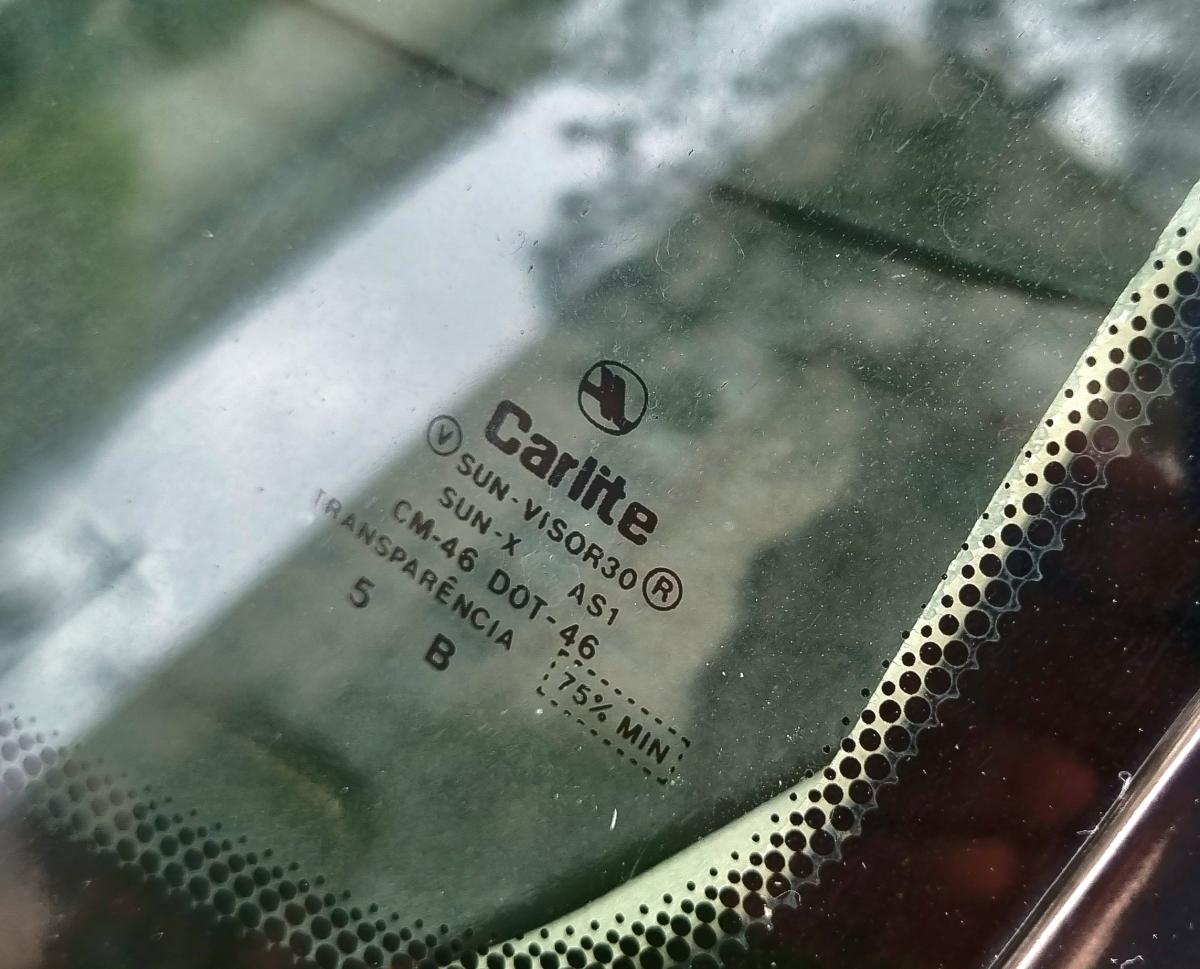 Carlite
V SUN-VISOR30 ®
SUN-X AS1
CM-46 DOT-46
TRANSPARÊNCIA 75% MIN
5 B